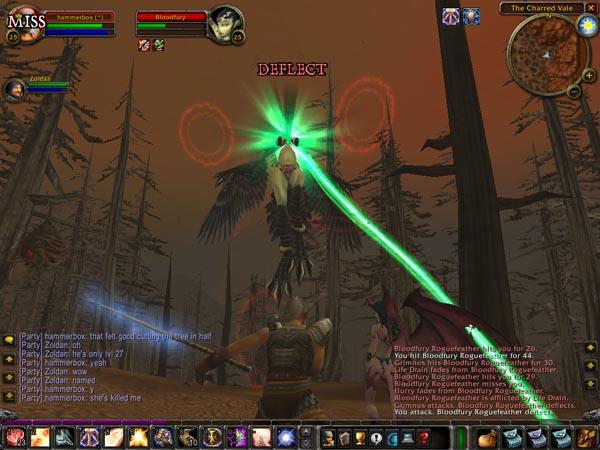 MISS
hammerbox (*)
25
Bloodfury
25
The Charred Vale
N
Zoldan
DEFLECT
[Party] hammerbox: that felt good cutting the tree in half
[Party] Zoldan: oh
[Party] Zoldan: he's only lvl 27
[Party] hammerbox: yeah
[Party] Zoldan: wow
[Party] Zoldan: named
[Party] hammerbox: y
[Party] hammerbox: she's killed me
Bloodfury Roguefeather hits you for 26.
You hit Bloodfury Roguefeather for 44.
Grimnos hits Bloodfury Roguefeather for 30.
Life Drain fades from Bloodfury Roguefeather.
Bloodfury Roguefeather hits you for 29.
Bloodfury Roguefeather misses you.
Flurry fades from Bloodfury Roguefeather.
Bloodfury Roguefeather is afflicted by Life Drain.
Grimnos attacks. Bloodfury Roguefeather deflects.
You attack. Bloodfury Roguefeather deflects.
23
10